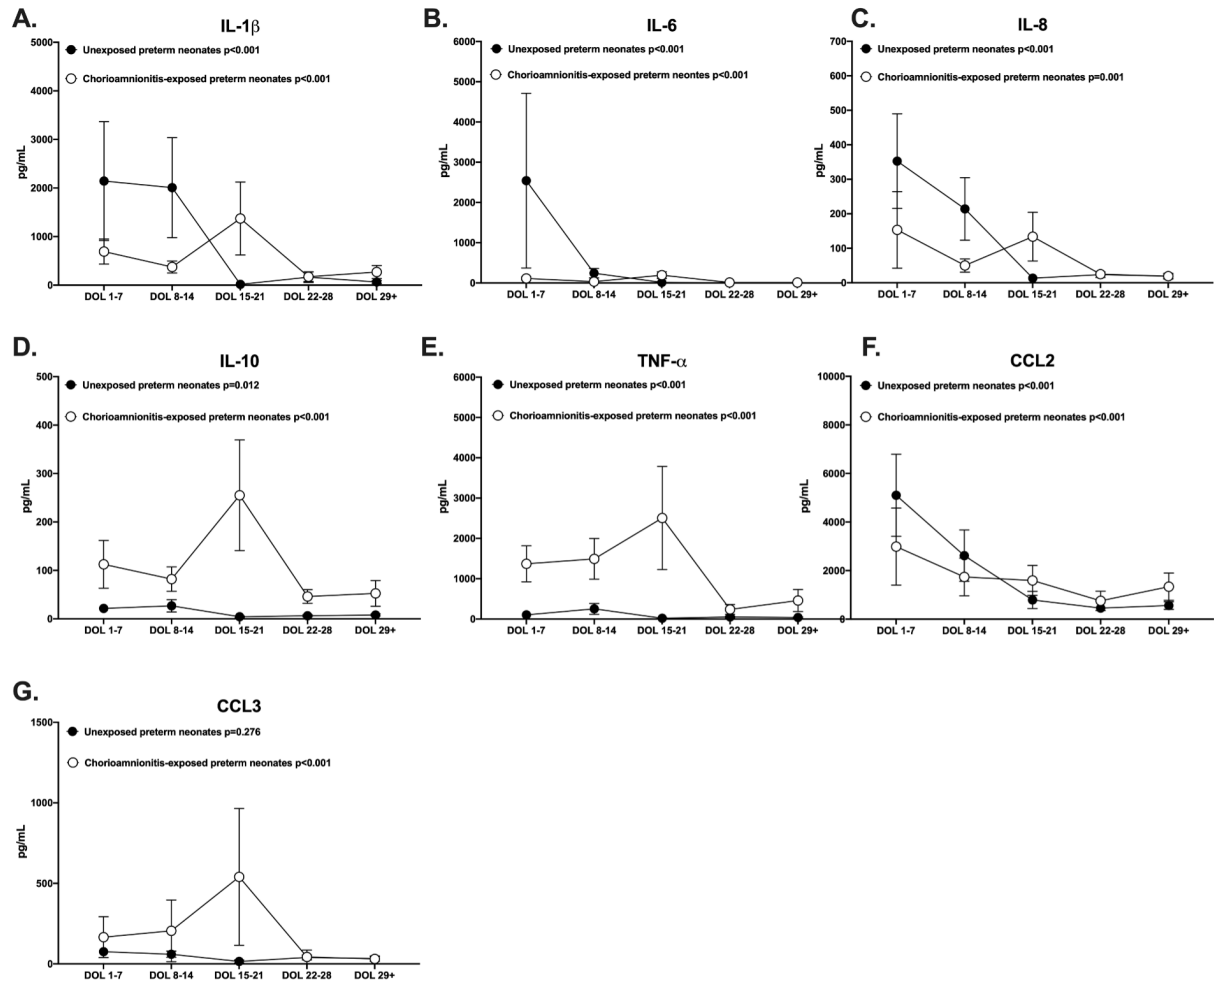 A.
IL-1β
5000
Unexposed preterm neonates p<0.001
Chorioamnionitis-exposed preterm neonates p<0.001
4000
3000
pg/mL
2000
1000
0
DOL 1-7 DOL 8-14 DOL 15-21 DOL 22-28 DOL 29+
B.
IL-6
6000
Unexposed preterm neonates p<0.001
Chorioamnionitis-exposed preterm neontes p<0.001
5000
4000
pg/mL
3000
2000
1000
0
DOL 1-7 DOL 8-14 DOL 15-21 DOL 22-28 DOL 29+
C.
IL-8
700
Unexposed preterm neonates p<0.001
Chorioamnionitis-exposed preterm neonates p=0.001
600
500
400
pg/mL
300
200
100
0
DOL 1-7 DOL 8-14 DOL 15-21 DOL 22-28 DOL 29+
D.
IL-10
500
Unexposed preterm neonates p=0.012
Chorioamnionitis-exposed preterm neonates p<0.001
400
300
pg/mL
200
100
0
DOL 1-7 DOL 8-14 DOL 15-21 DOL 22-28 DOL 29+
E.
TNF-α
6000
Unexposed preterm neonates p<0.001
Chorioamnionitis-exposed preterm neonates p<0.001
5000
4000
pg/mL
3000
2000
1000
0
DOL 1-7 DOL 8-14 DOL 15-21 DOL 22-28 DOL 29+
F.
CCL2
10000
Unexposed preterm neonates p<0.001
Chorioamnionitis-exposed preterm neonates p<0.001
8000
6000
pg/mL
4000
2000
0
DOL 1-7 DOL 8-14 DOL 15-21 DOL 22-28 DOL 29+
G.
CCL3
1500
Unexposed preterm neonates p=0.276
Chorioamnionitis-exposed preterm neonates p<0.001
1000
pg/mL
500
0
DOL 1-7 DOL 8-14 DOL 15-21 DOL 22-28 DOL 29+